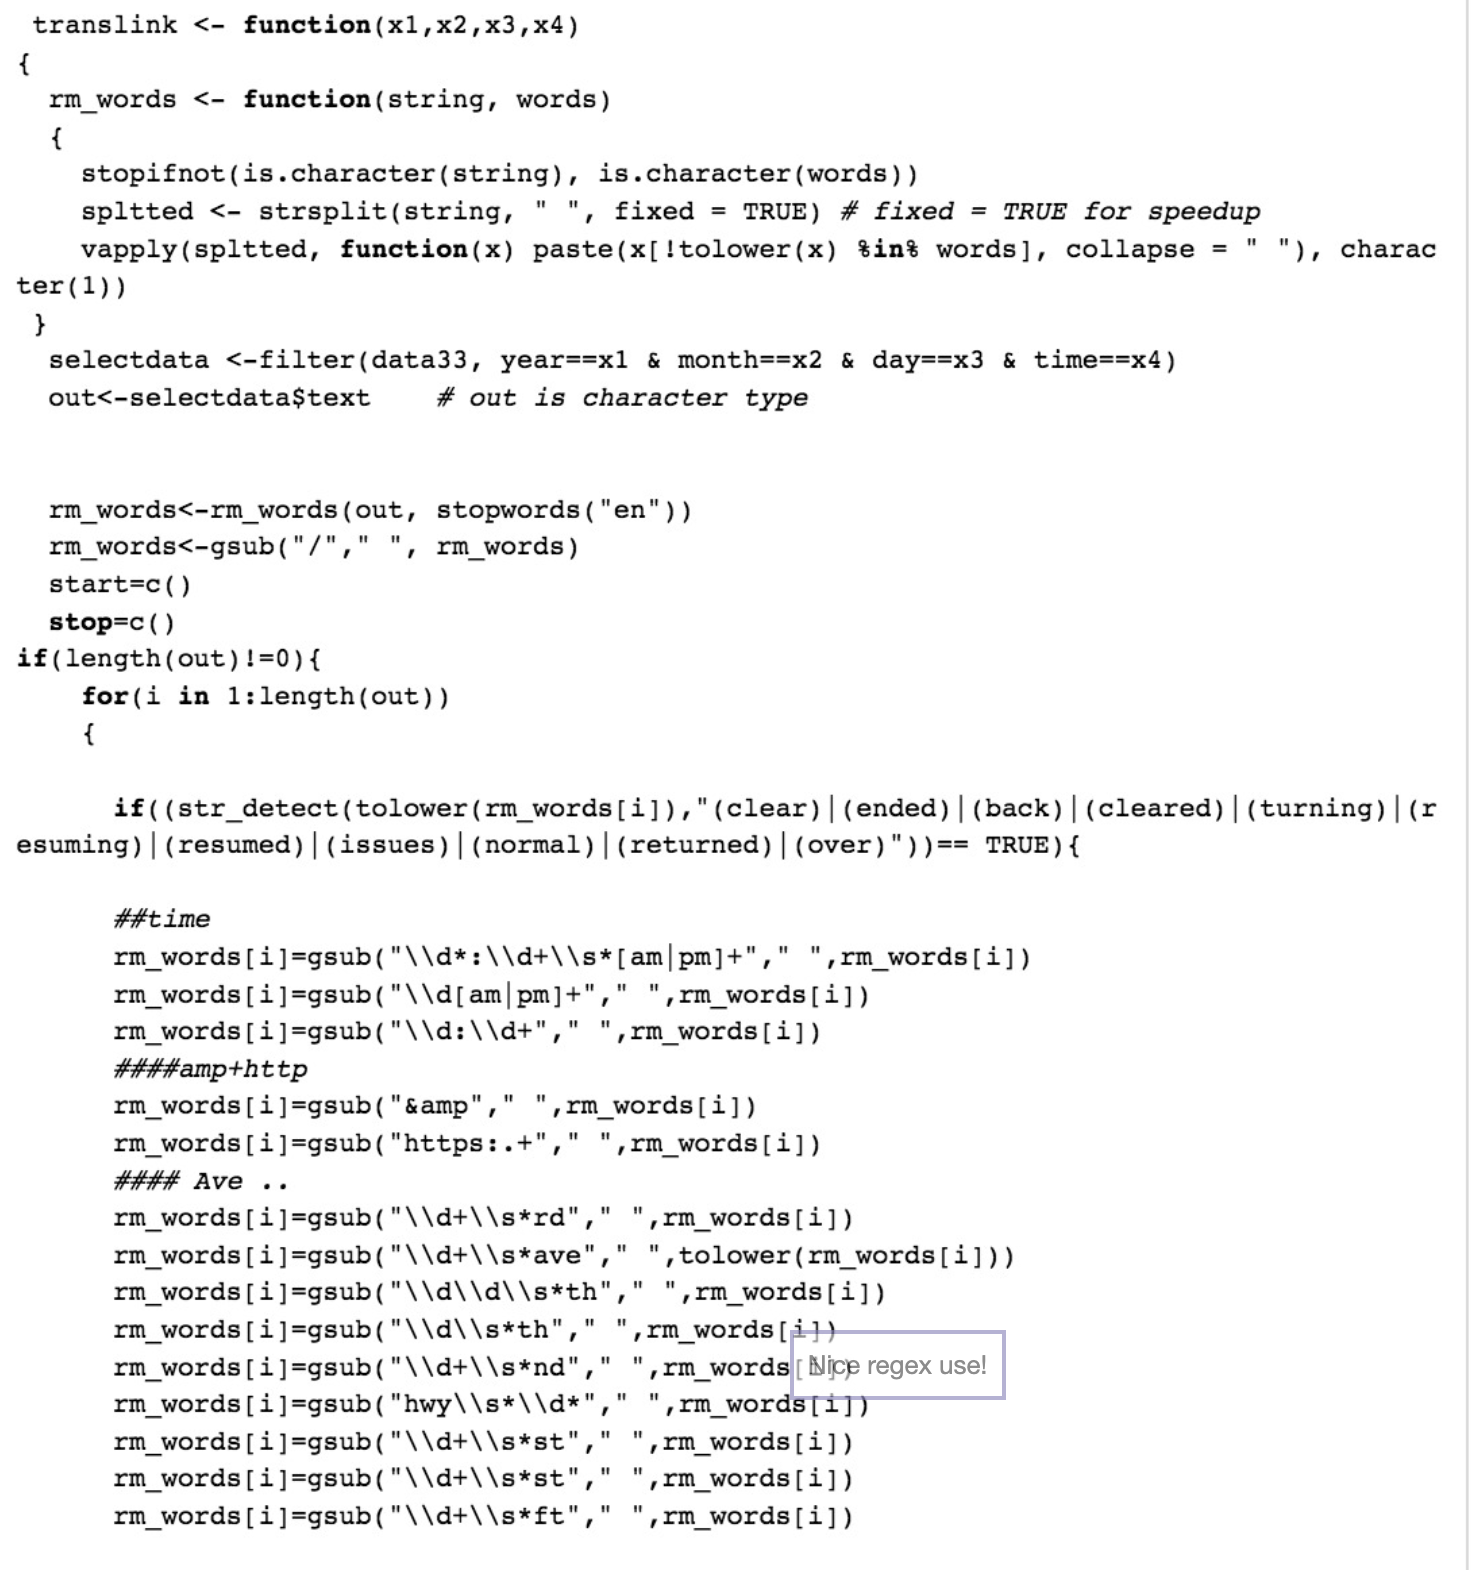 translink <- function(x1,x2,x3,x4)
{
rm_words <- function(string, words)
{
stopifnot(is.character(string), is.character(words))
spltted <- strsplit(string, " ", fixed = TRUE) # fixed = TRUE for speedup
vapply(spltted, function(x) paste(x[!tolower(x) %in% words], collapse = " "), charac
ter(1))
}
selectdata <-filter(data33, year==x1 & month==x2 & day==x3 & time==x4)
out<-selectdata$text # out is character type
rm_words<-rm_words(out, stopwords("en"))
rm_words<-gsub("/"," ", rm_words)
start=c()
stop=c()
if(length(out)!=0){
for(i in 1:length(out))
{
if((str_detect(tolower(rm_words[i]),"(clear)|(ended)|(back)|(cleared)|(turning)|(r
esuming)|(resumed)|(issues)|(normal)|(returned)|(over)"))== TRUE){
##time
rm_words[i]=gsub("\\d*:\\d+\\s*[am|pm]+"," ",rm_words[i])
rm_words[i]=gsub("\\d[am|pm]+"," ",rm_words[i])
rm_words[i]=gsub("\\d:\\d+"," ",rm_words[i])
####amp+http
rm_words[i]=gsub("&amp"," ",rm_words[i])
rm_words[i]=gsub("https:.+"," ",rm_words[i])
#### Ave ..
rm_words[i]=gsub("\\d+\\s*rd"," ",rm_words[i])
rm_words[i]=gsub("\\d+\\s*ave"," ",tolower(rm_words[i]))
rm_words[i]=gsub("\\d\\d\\s*th"," ",rm_words[i])
rm_words[i]=gsub("\\d\\s*th"," ",rm_words[i])
rm_words[i]=gsub("\\d+\\s*nd"," ",rm_words[i])
Nice regex use!
rm_words[i]=gsub("hwy\\s*\\d*"," ",rm_words[i])
rm_words[i]=gsub("\\d+\\s*st"," ",rm_words[i])
rm_words[i]=gsub("\\d+\\s*st"," ",rm_words[i])
rm_words[i]=gsub("\\d+\\s*ft"," ",rm_words[i])